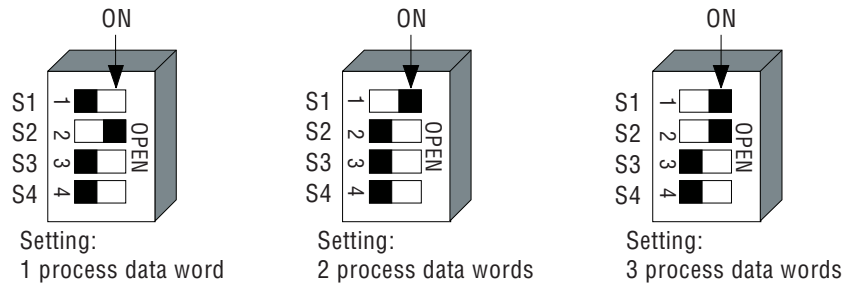 ON
S1 1
S2 2
S3 3
S4 4
OPEN
Setting:
1 process data word
ON
S1 1
S2 2
S3 3
S4 4
OPEN
Setting:
2 process data words
ON
S1 1
S2 2
S3 3
S4 4
OPEN
Setting:
3 process data words